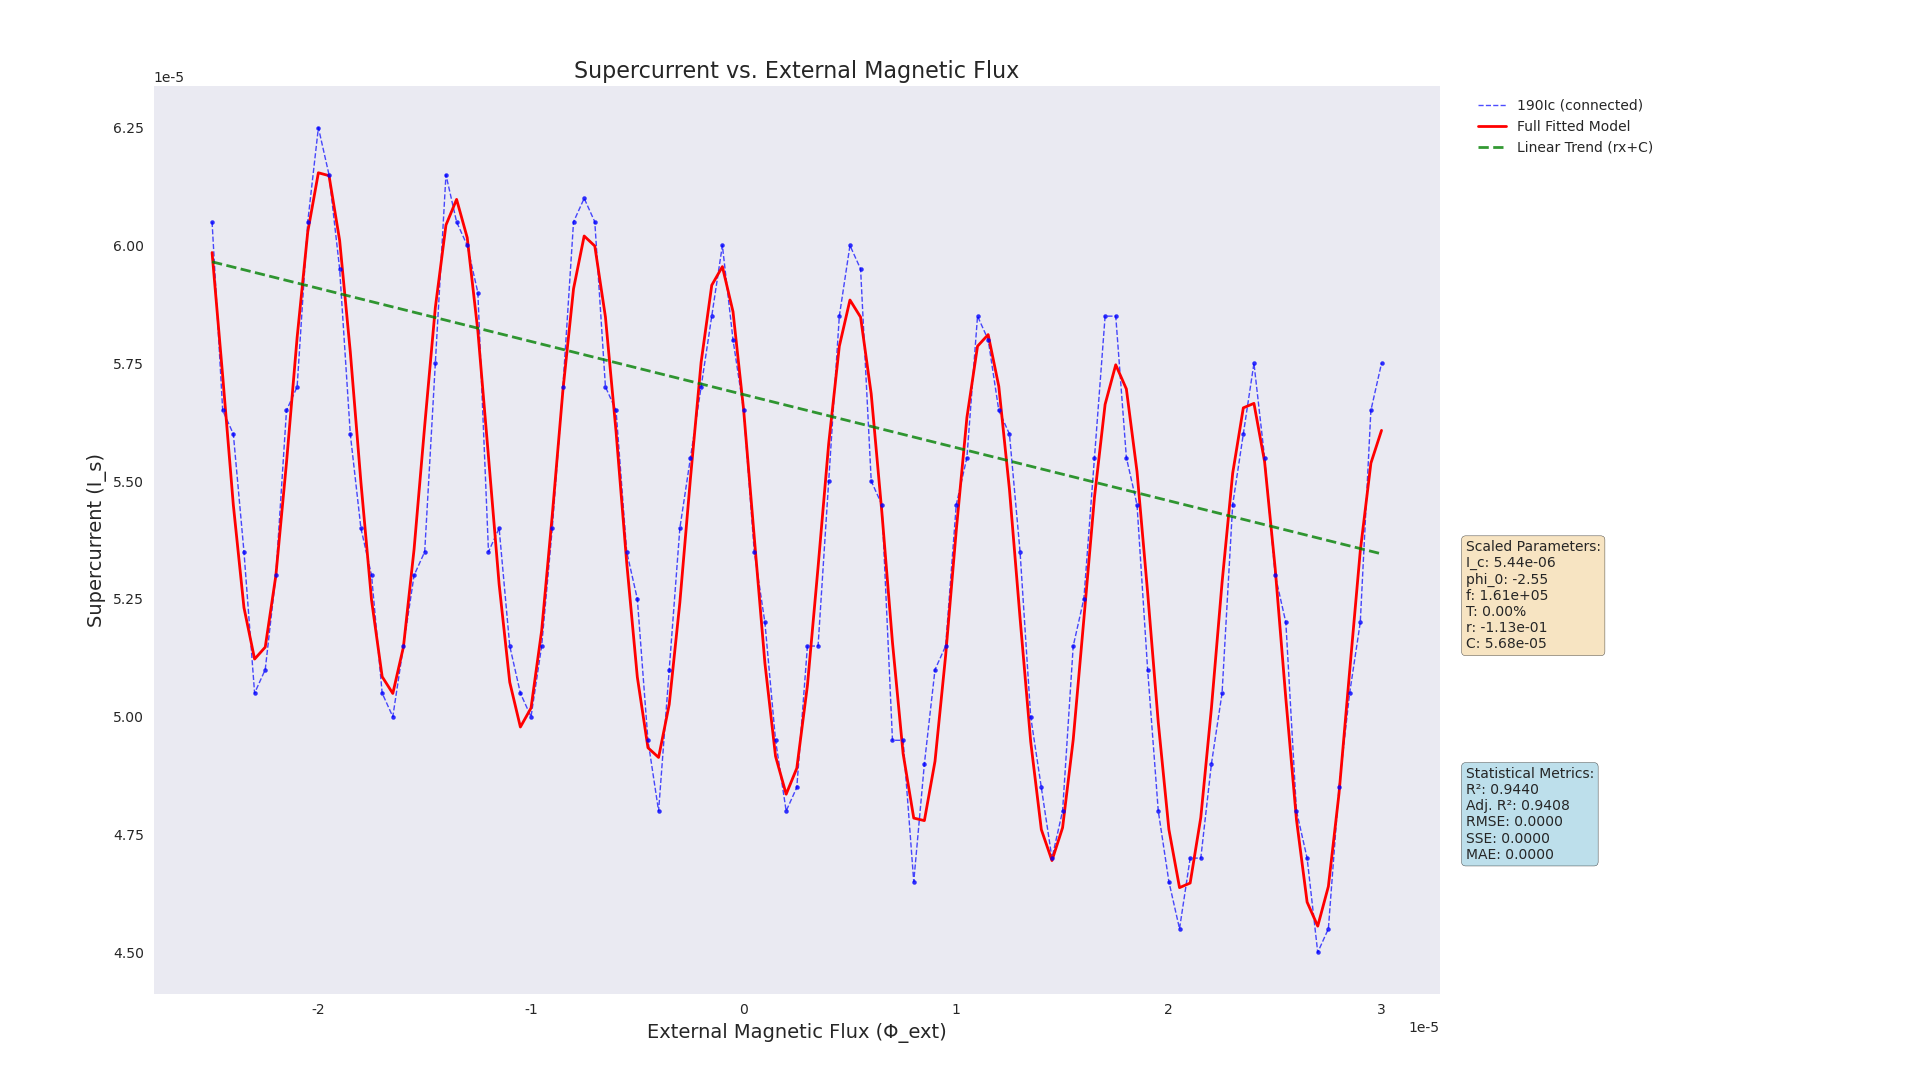 Supercurrent vs. External Magnetic Flux
1e-5
6.25
6.00
5.75
5.50
5.25
5.00
4.75
4.50
Supercurrent (I_s)
-2
-1
0
1
2
3
1e-5
External Magnetic Flux (Φ_ext)
190Ic (connected)
Full Fitted Model
Linear Trend (rx+C)
Scaled Parameters:
I_c: 5.44e-06
phi_0: -2.55
f: 1.61e+05
T: 0.00%
r: -1.13e-01
C: 5.68e-05
Statistical Metrics:
R²: 0.9440
Adj. R²: 0.9408
RMSE: 0.0000
SSE: 0.0000
MAE: 0.0000